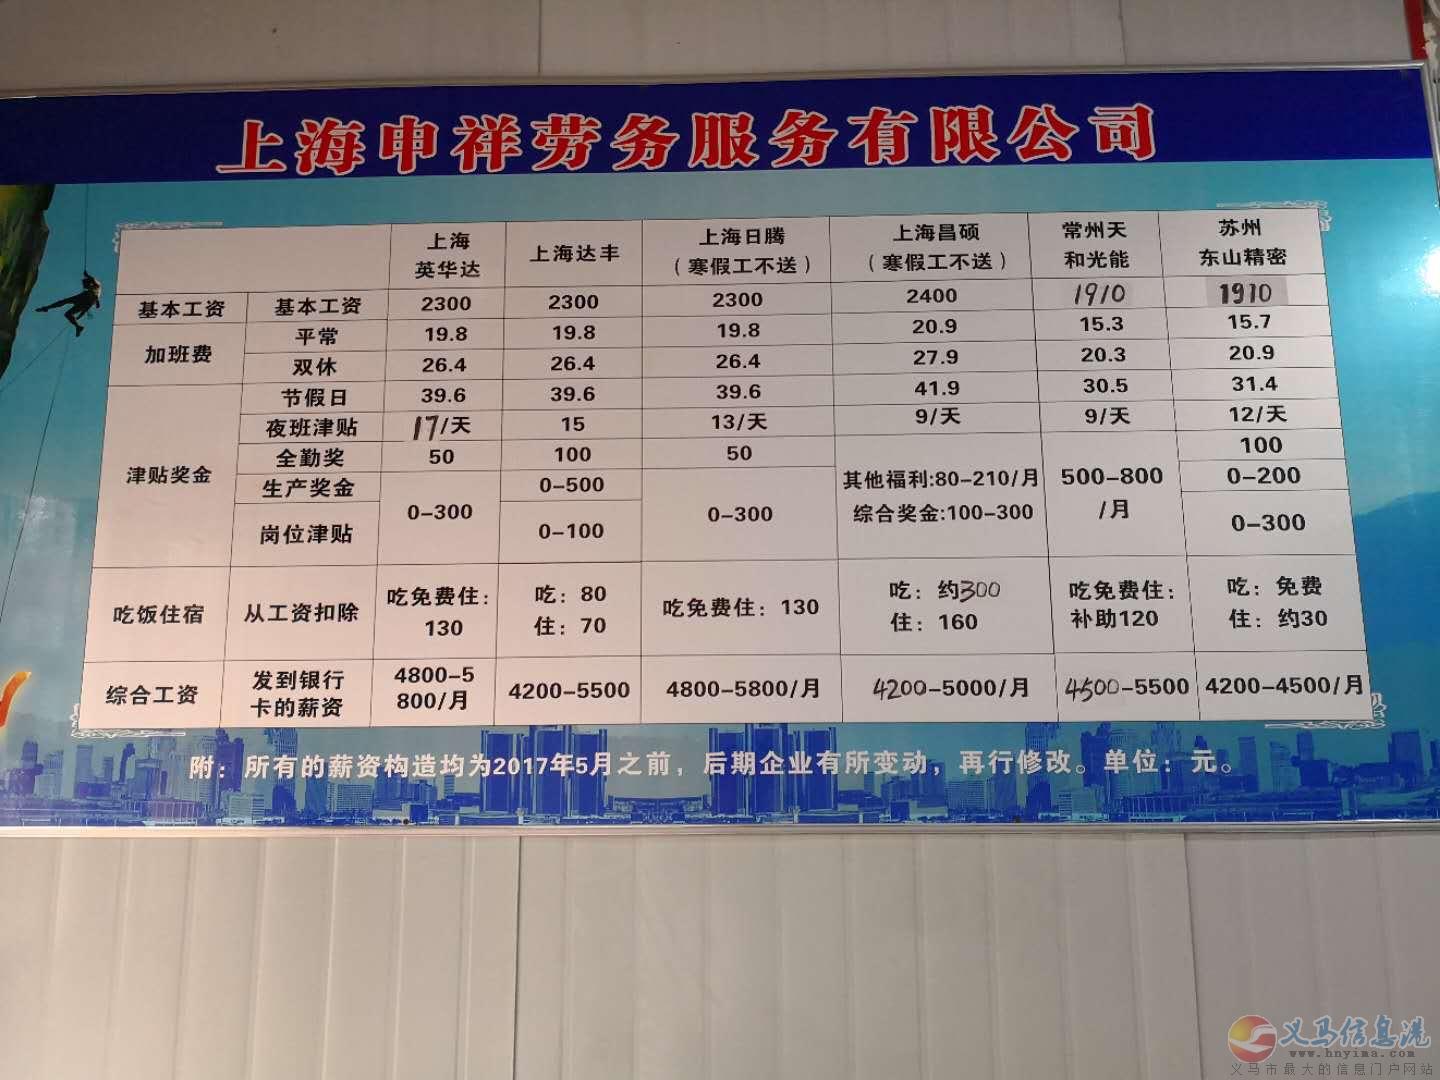 上海申祥劳务服务有限公司
上海英华达 上海达丰 上海日腾（寒假工不送） 上海昌硕（寒假工不送） 常州天和光能 苏州东山精密
基本工资 基本工资 2300 2300 2300 2400 1910 1910
加班费 平常 19.8 19.8 19.8 20.9 15.3 15.7
双休 26.4 26.4 26.4 27.9 20.3 20.9
津贴奖金 节假日 39.6 39.6 39.6 41.9 30.5 31.4
夜班津贴 17/天 15 13/天 9/天 9/天 12/天
全勤奖 50 100 50 其他福利:80-210/月 综合奖金:100-300 500-800/月 100
生产奖金 0-300 0-500 0-300 0-200
岗位津贴 0-100 0-300
吃饭住宿 从工资扣除 吃免费住：130 吃：80 住：70 吃免费住：130 吃：约300 住：160 吃免费住：补助120 吃：免费 住：约30
综合工资 发到银行卡的薪资 4800-5800/月 4200-5500 4800-5800/月 4200-5000/月 4500-5500 4200-4500/月
附：所有的薪资构造均为2017年5月之前，后期企业有所变动，再行修改。单位：元。
义马信息港
www.hnyima.com
义马市最大的信息门户网站